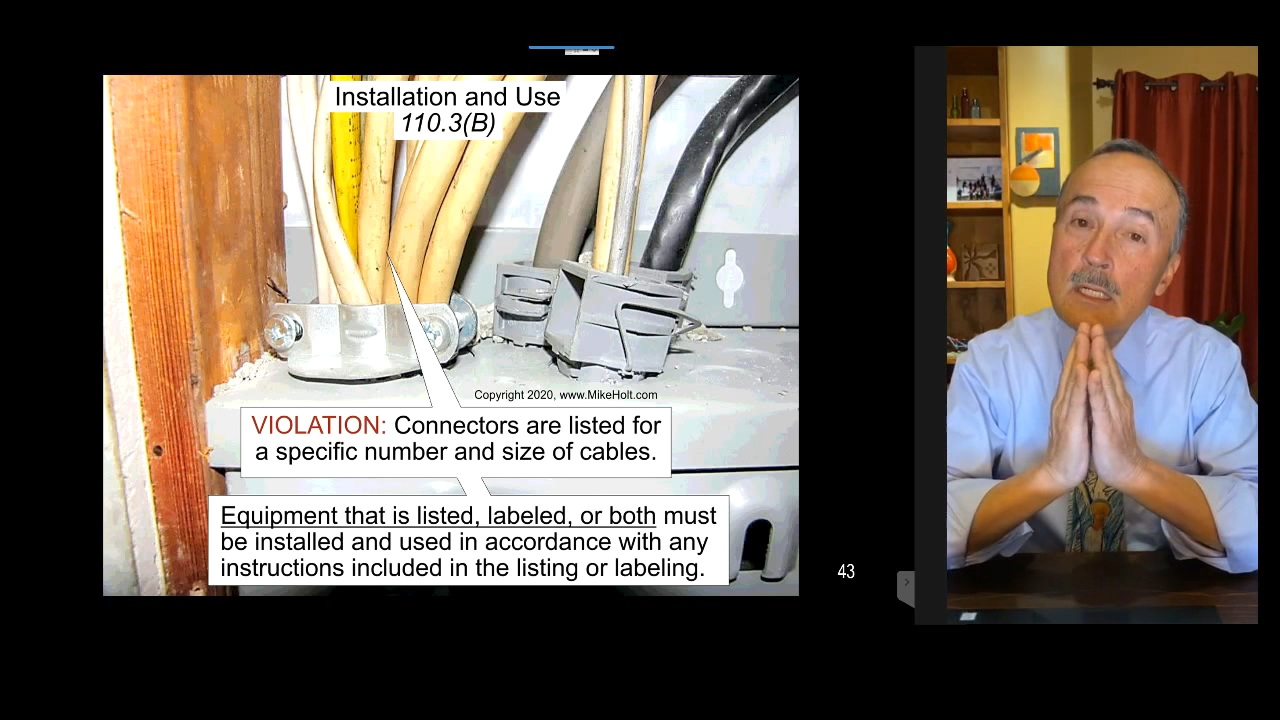 Installation and Use
110.3(B)
Copyright 2020, www.MikeHolt.com
VIOLATION: Connectors are listed for
a specific number and size of cables.
Equipment that is listed, labeled, or both must
be installed and used in accordance with any
instructions included in the listing or labeling.
43